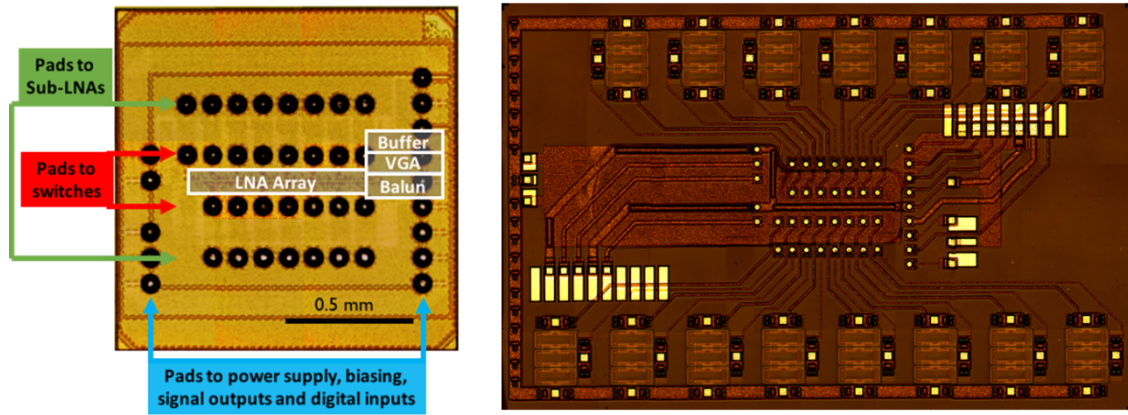 Pads to
Sub-LNAs
Pads to
switches
Buffer
VGA
LNA Array
Balun
0.5 mm
Pads to power supply, biasing,
signal outputs and digital inputs